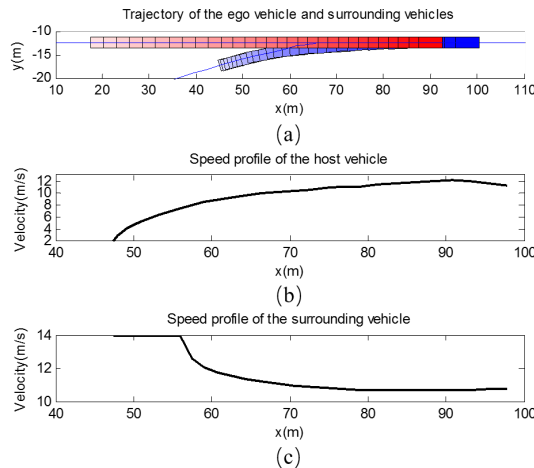 Trajectory of the ego vehicle and surrounding vehicles
y(m)
-10
-15
-20
10 20 30 40 50 60 70 80 90 100 110
x(m)
(a)
Speed profile of the host vehicle
Velocity(m/s)
12
10
8
6
4
2
40 50 60 70 80 90 100
x(m)
(b)
Speed profile of the surrounding vehicle
Velocity(m/s)
14
12
10
40 50 60 70 80 90 100
x(m)
(c)